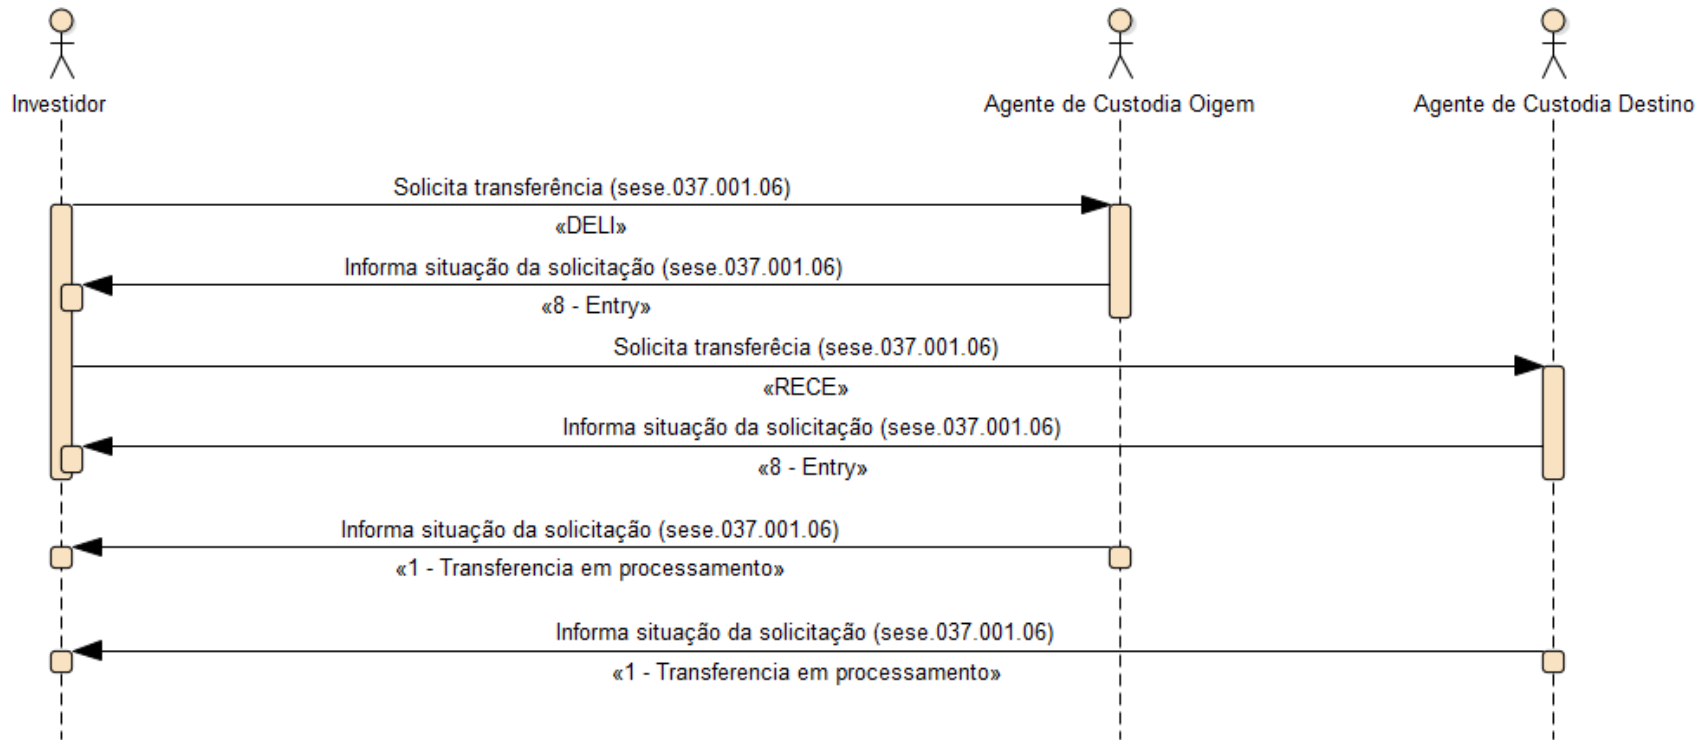 Investidor
Agente de Custodia Oigem
Agente de Custodia Destino
Solicita transferência (sese.037.001.06)
«DELI»
Informa situação da solicitação (sese.037.001.06)
«8 - Entry»
Solicita transferêcia (sese.037.001.06)
«RECE»
Informa situação da solicitação (sese.037.001.06)
«8 - Entry»
Informa situação da solicitação (sese.037.001.06)
«1 - Transferencia em processamento»
Informa situação da solicitação (sese.037.001.06)
«1 - Transferencia em processamento»